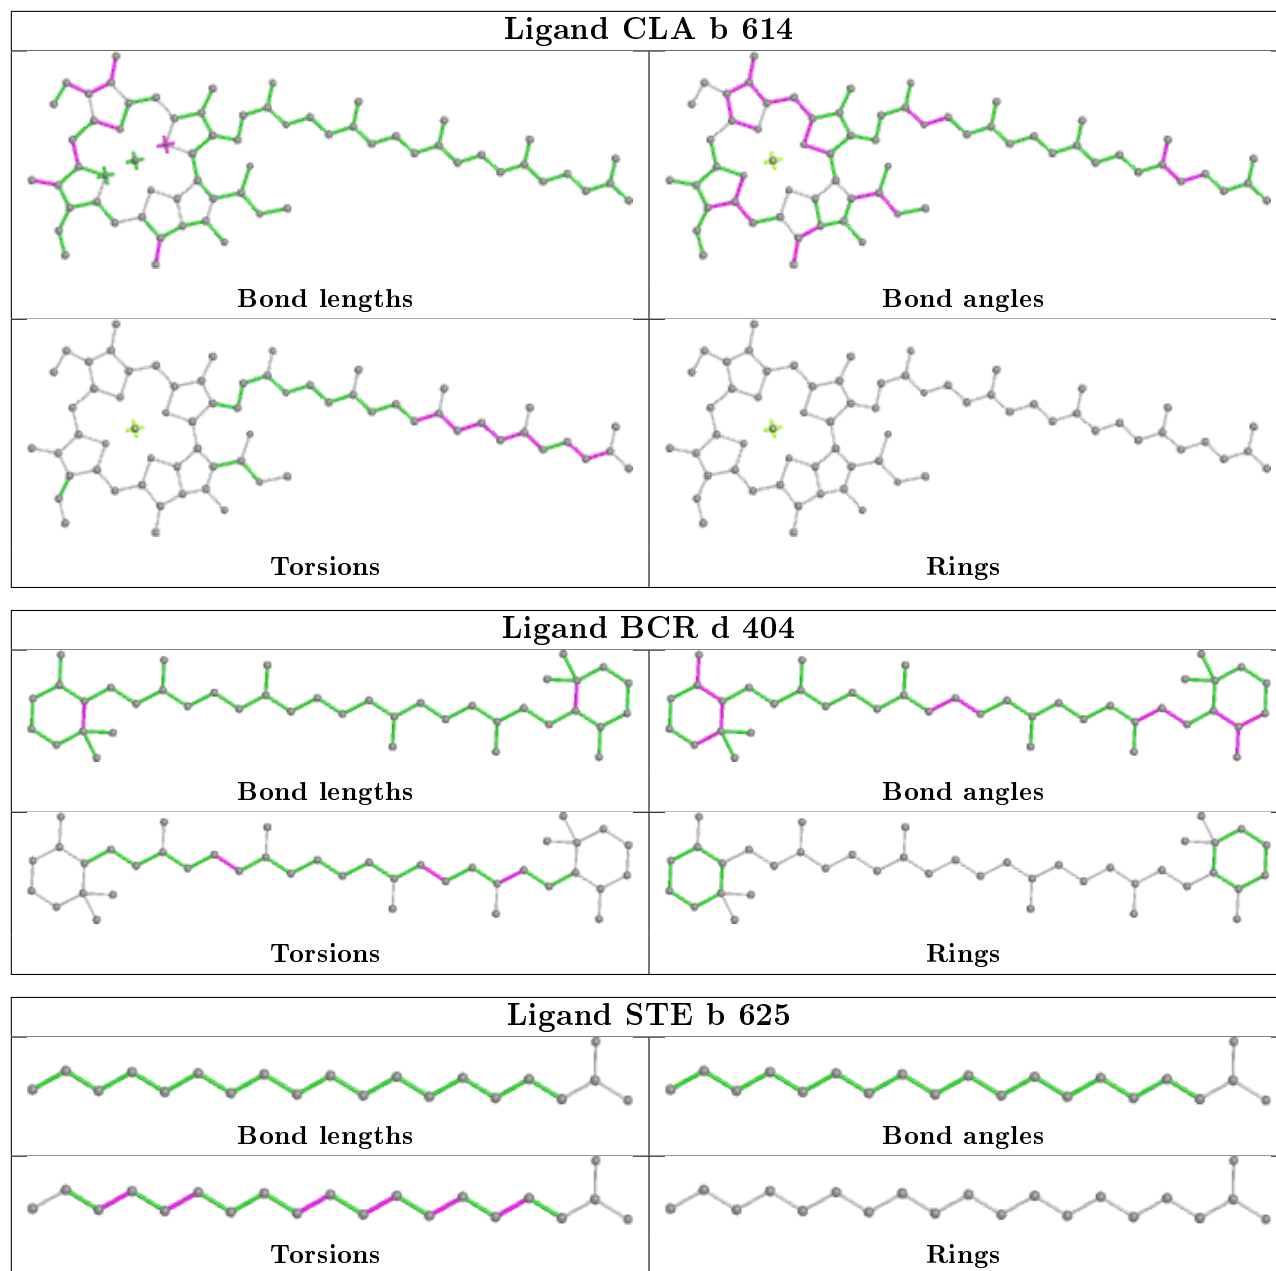 Ligand CLA b 614
Bond lengths
Bond angles
Torsions
Rings
Ligand BCR d 404
Bond lengths
Bond angles
Torsions
Rings
Ligand STE b 625
Bond lengths
Bond angles
Torsions
Rings